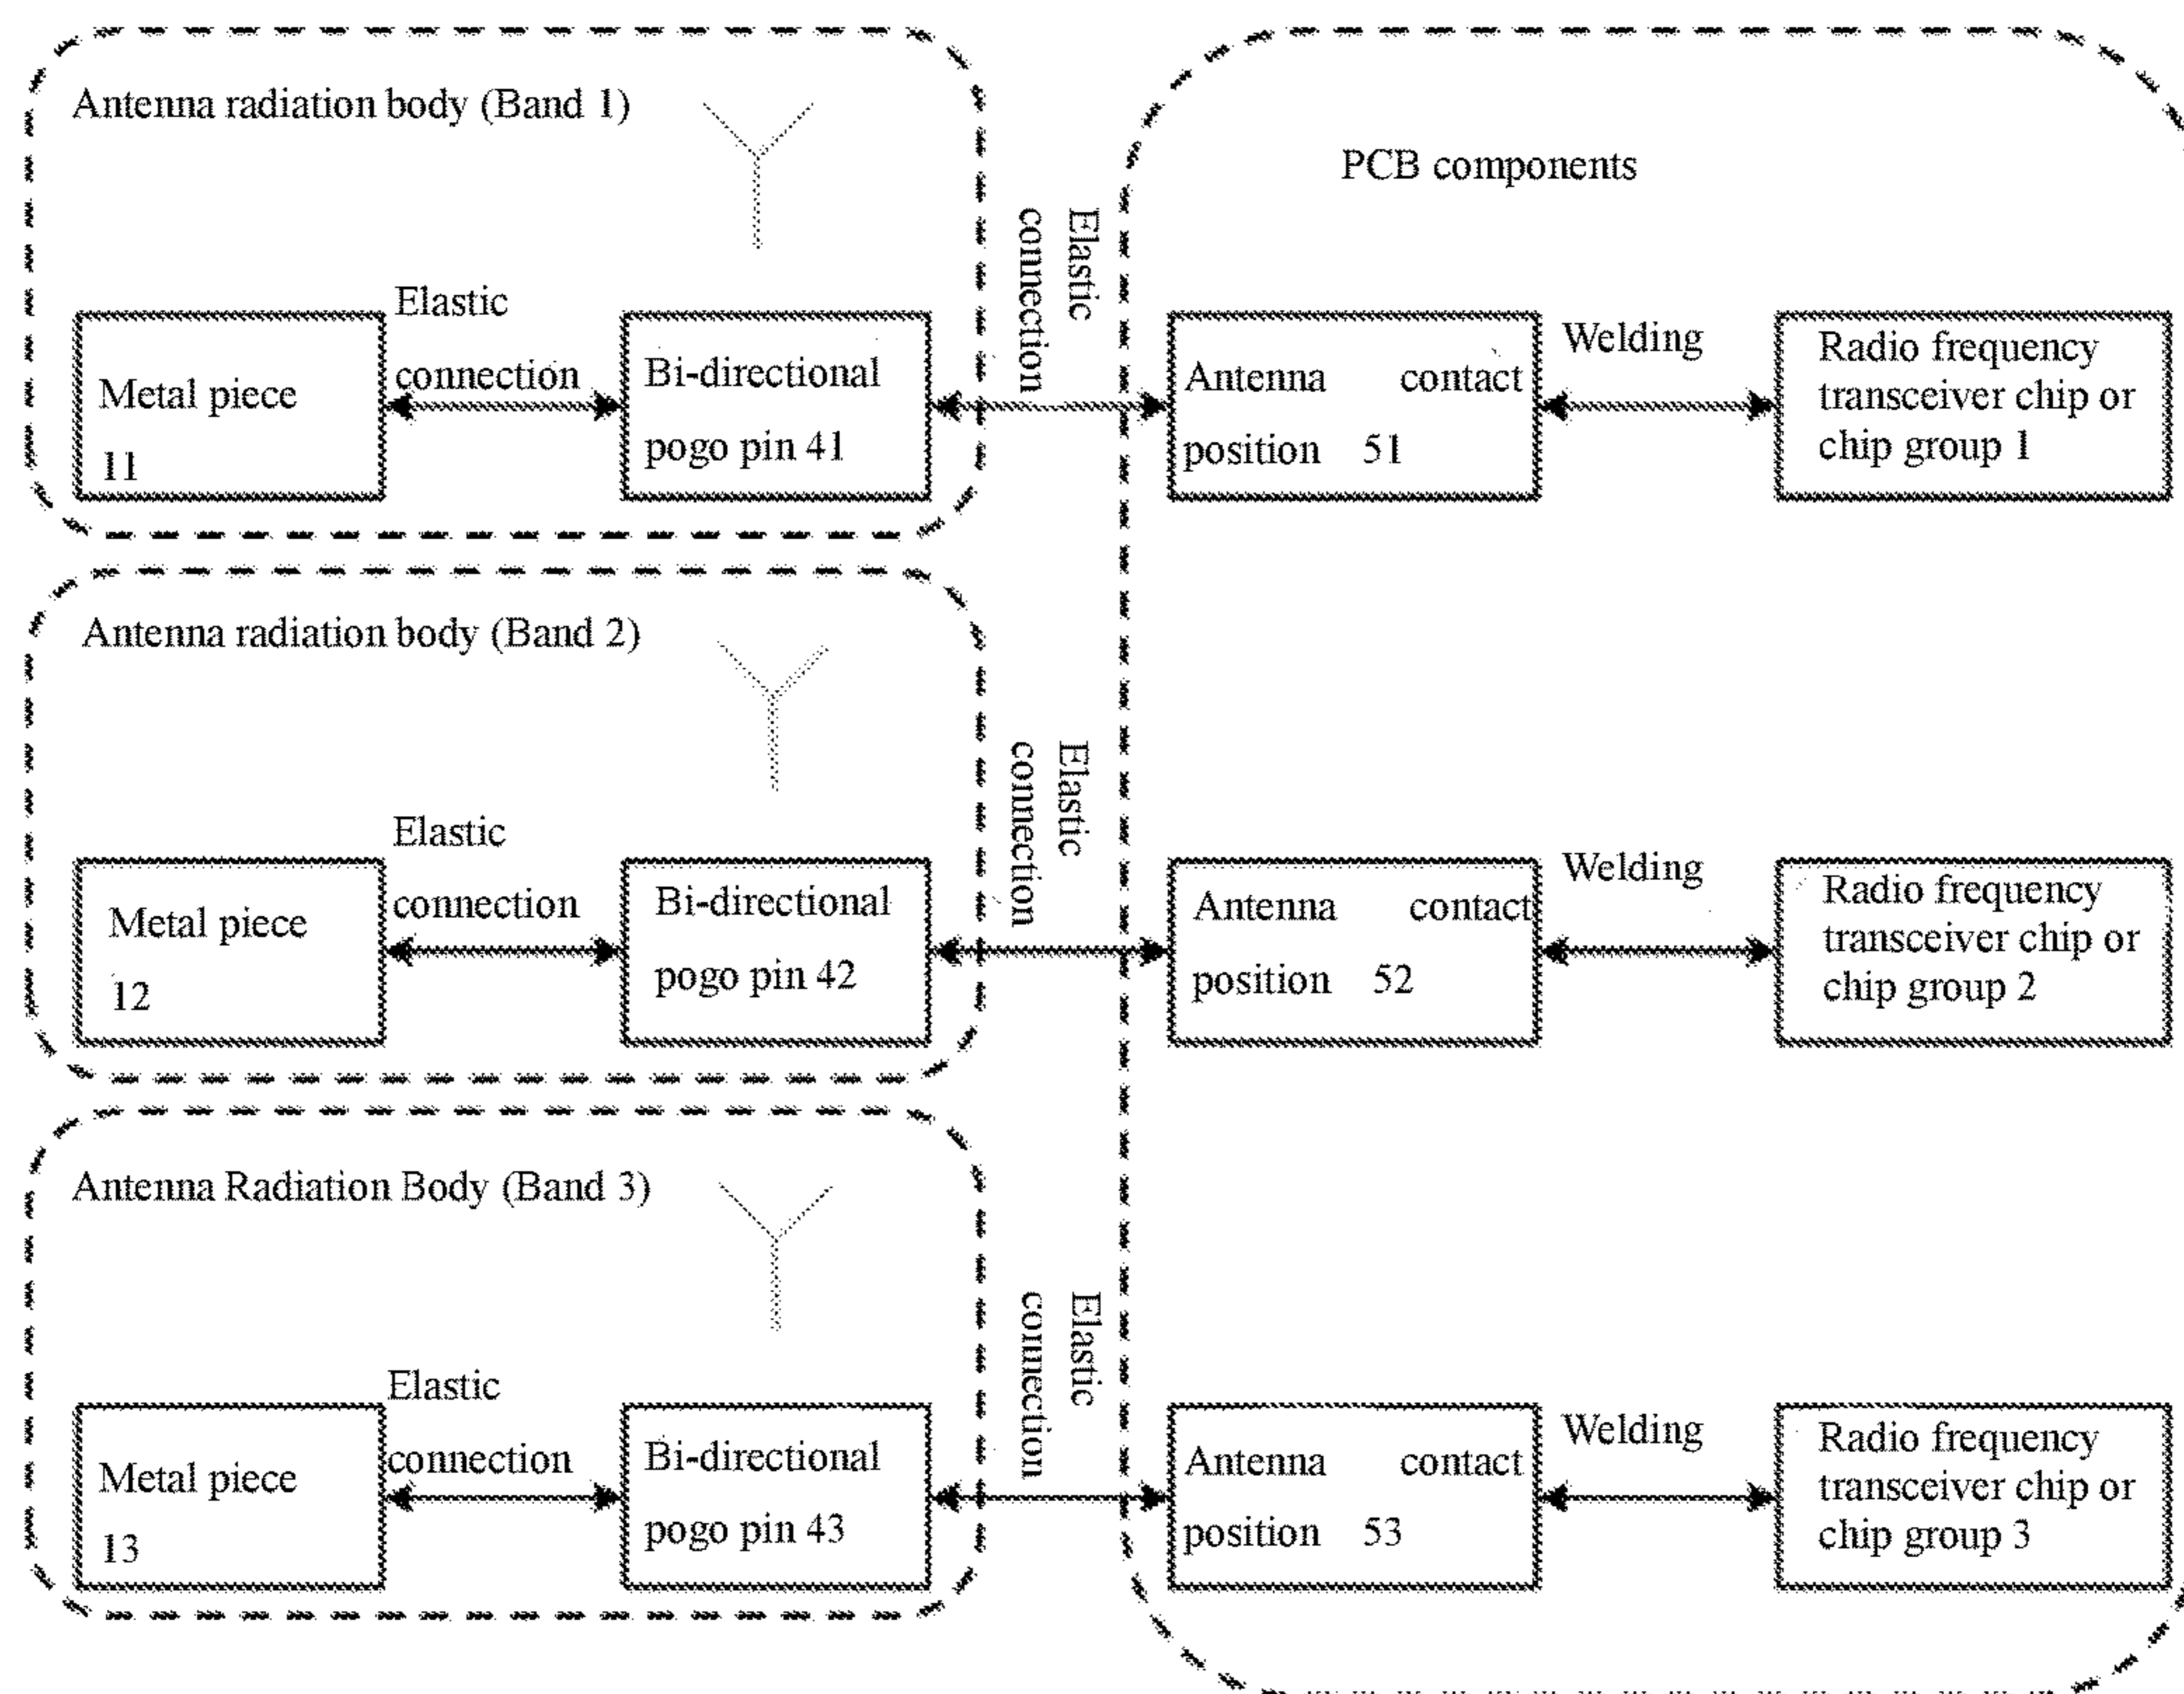 Antenna radiation body (Band 1)
PCB components
Elastic
connection
Elastic
connection
Metal piece
11
Bi-directional
pogo pin 41
Antenna contact
position 51
Welding
Radio frequency
transceiver chip or
chip group 1
Antenna radiation body (Band 2)
Elastic
connection
Elastic
connection
Metal piece
12
Bi-directional
pogo pin 42
Antenna contact
position 52
Welding
Radio frequency
transceiver chip or
chip group 2
Antenna Radiation Body (Band 3)
Elastic
connection
Elastic
connection
Metal piece
13
Bi-directional
pogo pin 43
Antenna contact
position 53
Welding
Radio frequency
transceiver chip or
chip group 3